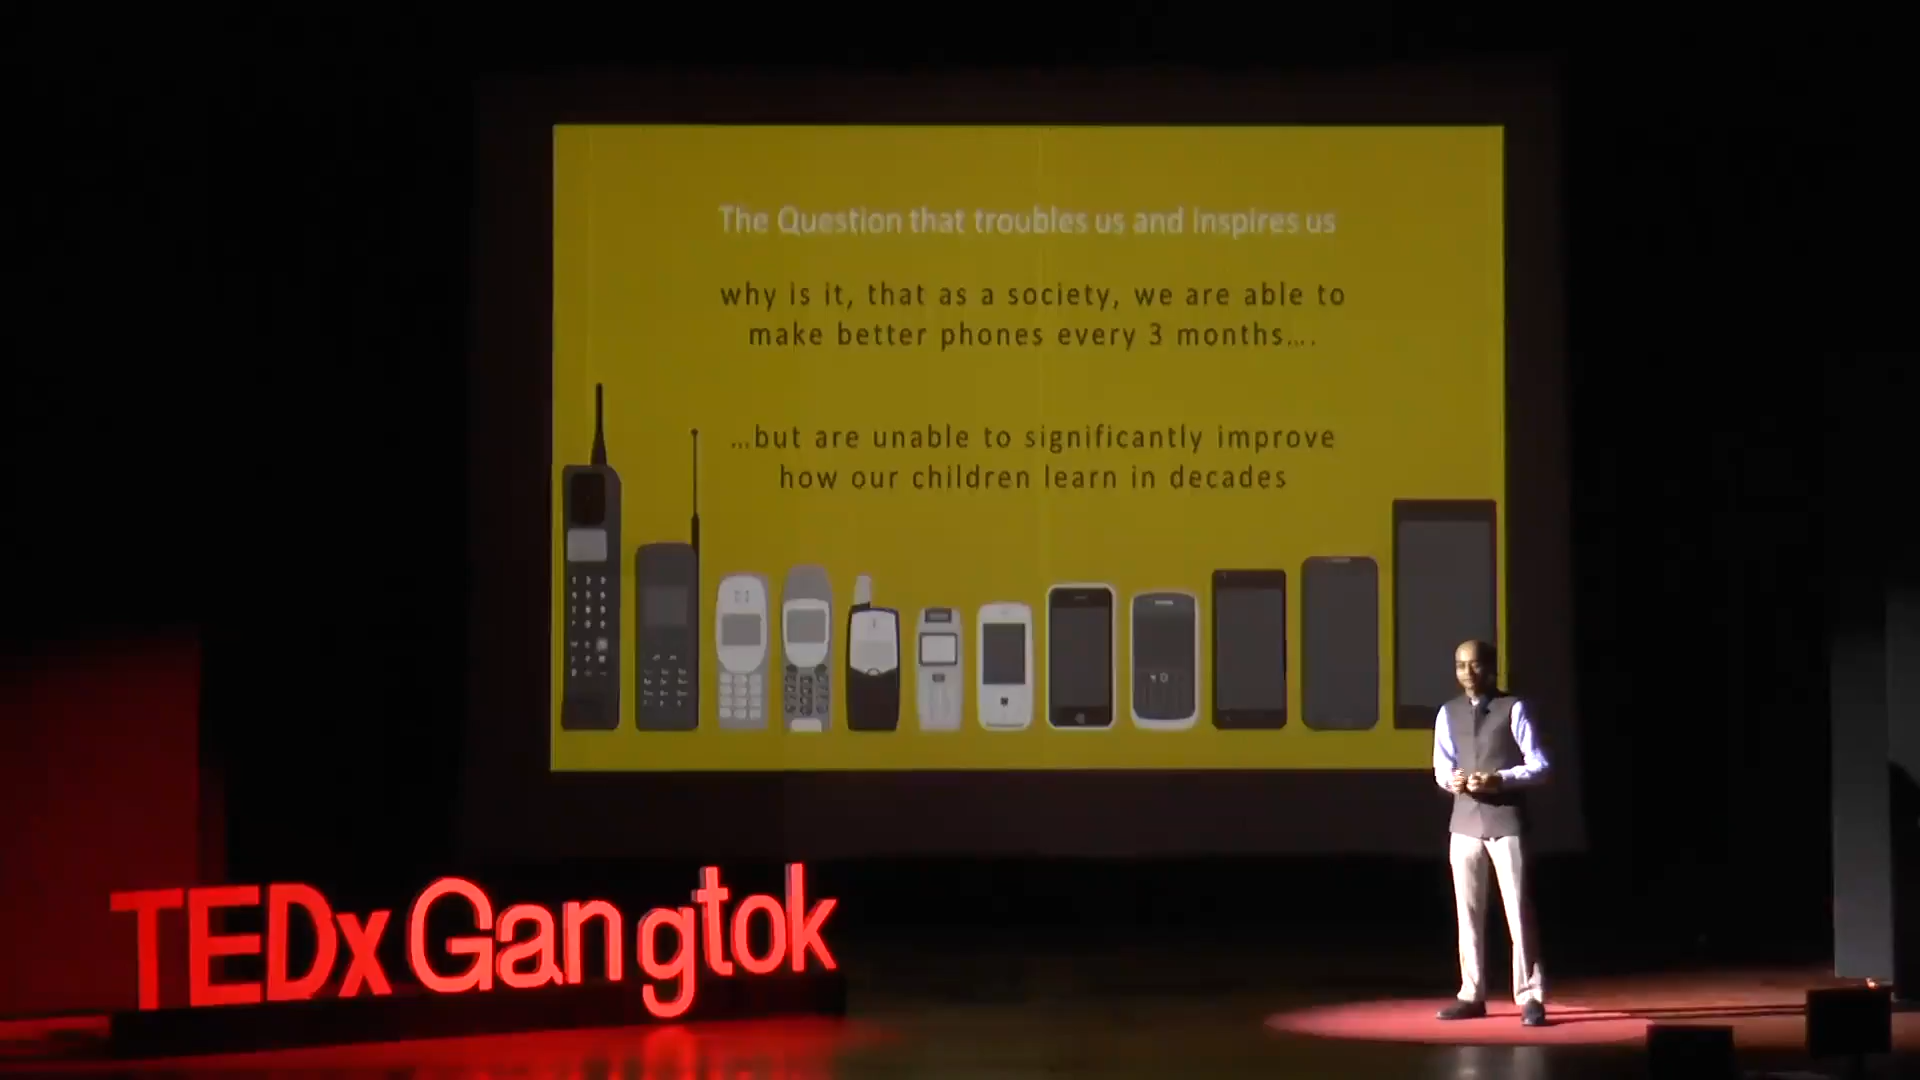 The Question that troubles us and inspires us
why is it, that as a society, we are able to
make better phones every 3 months....
...but are unable to significantly improve
how our children learn in decades
TEDx Gangtok